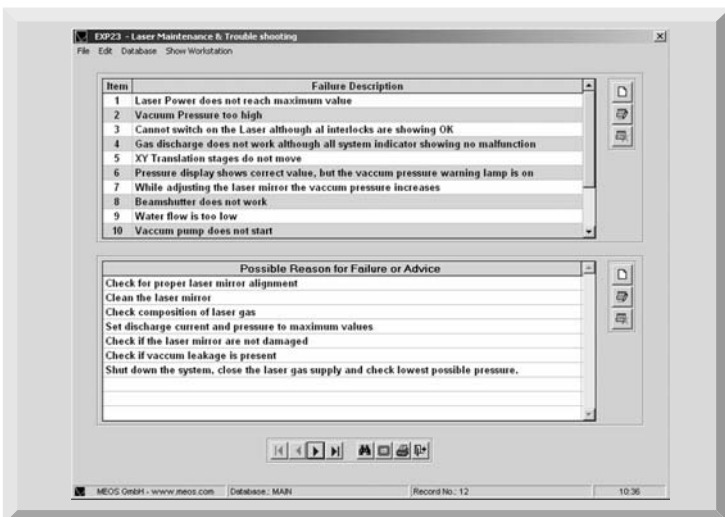 EXP23 - Laser Maintenance & Trouble shooting
File Edit Database Show Workstation
Item Failure Description
1 Laser Power does not reach maximum value
2 Vacuum Pressure too high
3 Cannot switch on the Laser although al interlocks are showing OK
4 Gas discharge does not work although all system indicator showing no malfunction
5 XY Translation stages do not move
6 Pressure display shows correct value, but the vaccum pressure warning lamp is on
7 While adjusting the laser mirror the vaccum pressure increases
8 Beamshutter does not work
9 Water flow is too low
10 Vaccum pump does not start
Possible Reason for Failure or Advice
Check for proper laser mirror alignment
Clean the laser mirror
Check composition of laser gas
Set discharge current and pressure to maximum values
Check if the laser mirror are not damaged
Check if vaccum leakage is present
Shut down the system, close the laser gas supply and check lowest possible pressure.
MEOS GmbH - www.meos.com Database.: MAIN Record No.: 12 10:36